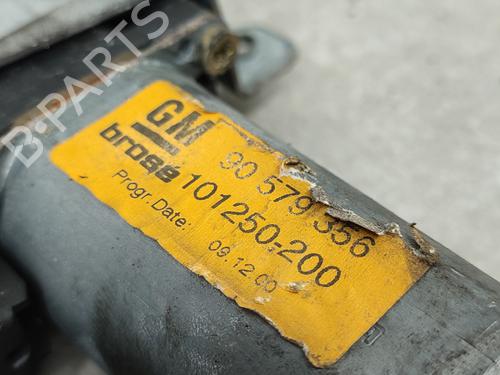 B-PARTS
GM
90 579 356
brose
101250-200
Progr. Date:
09.12.00